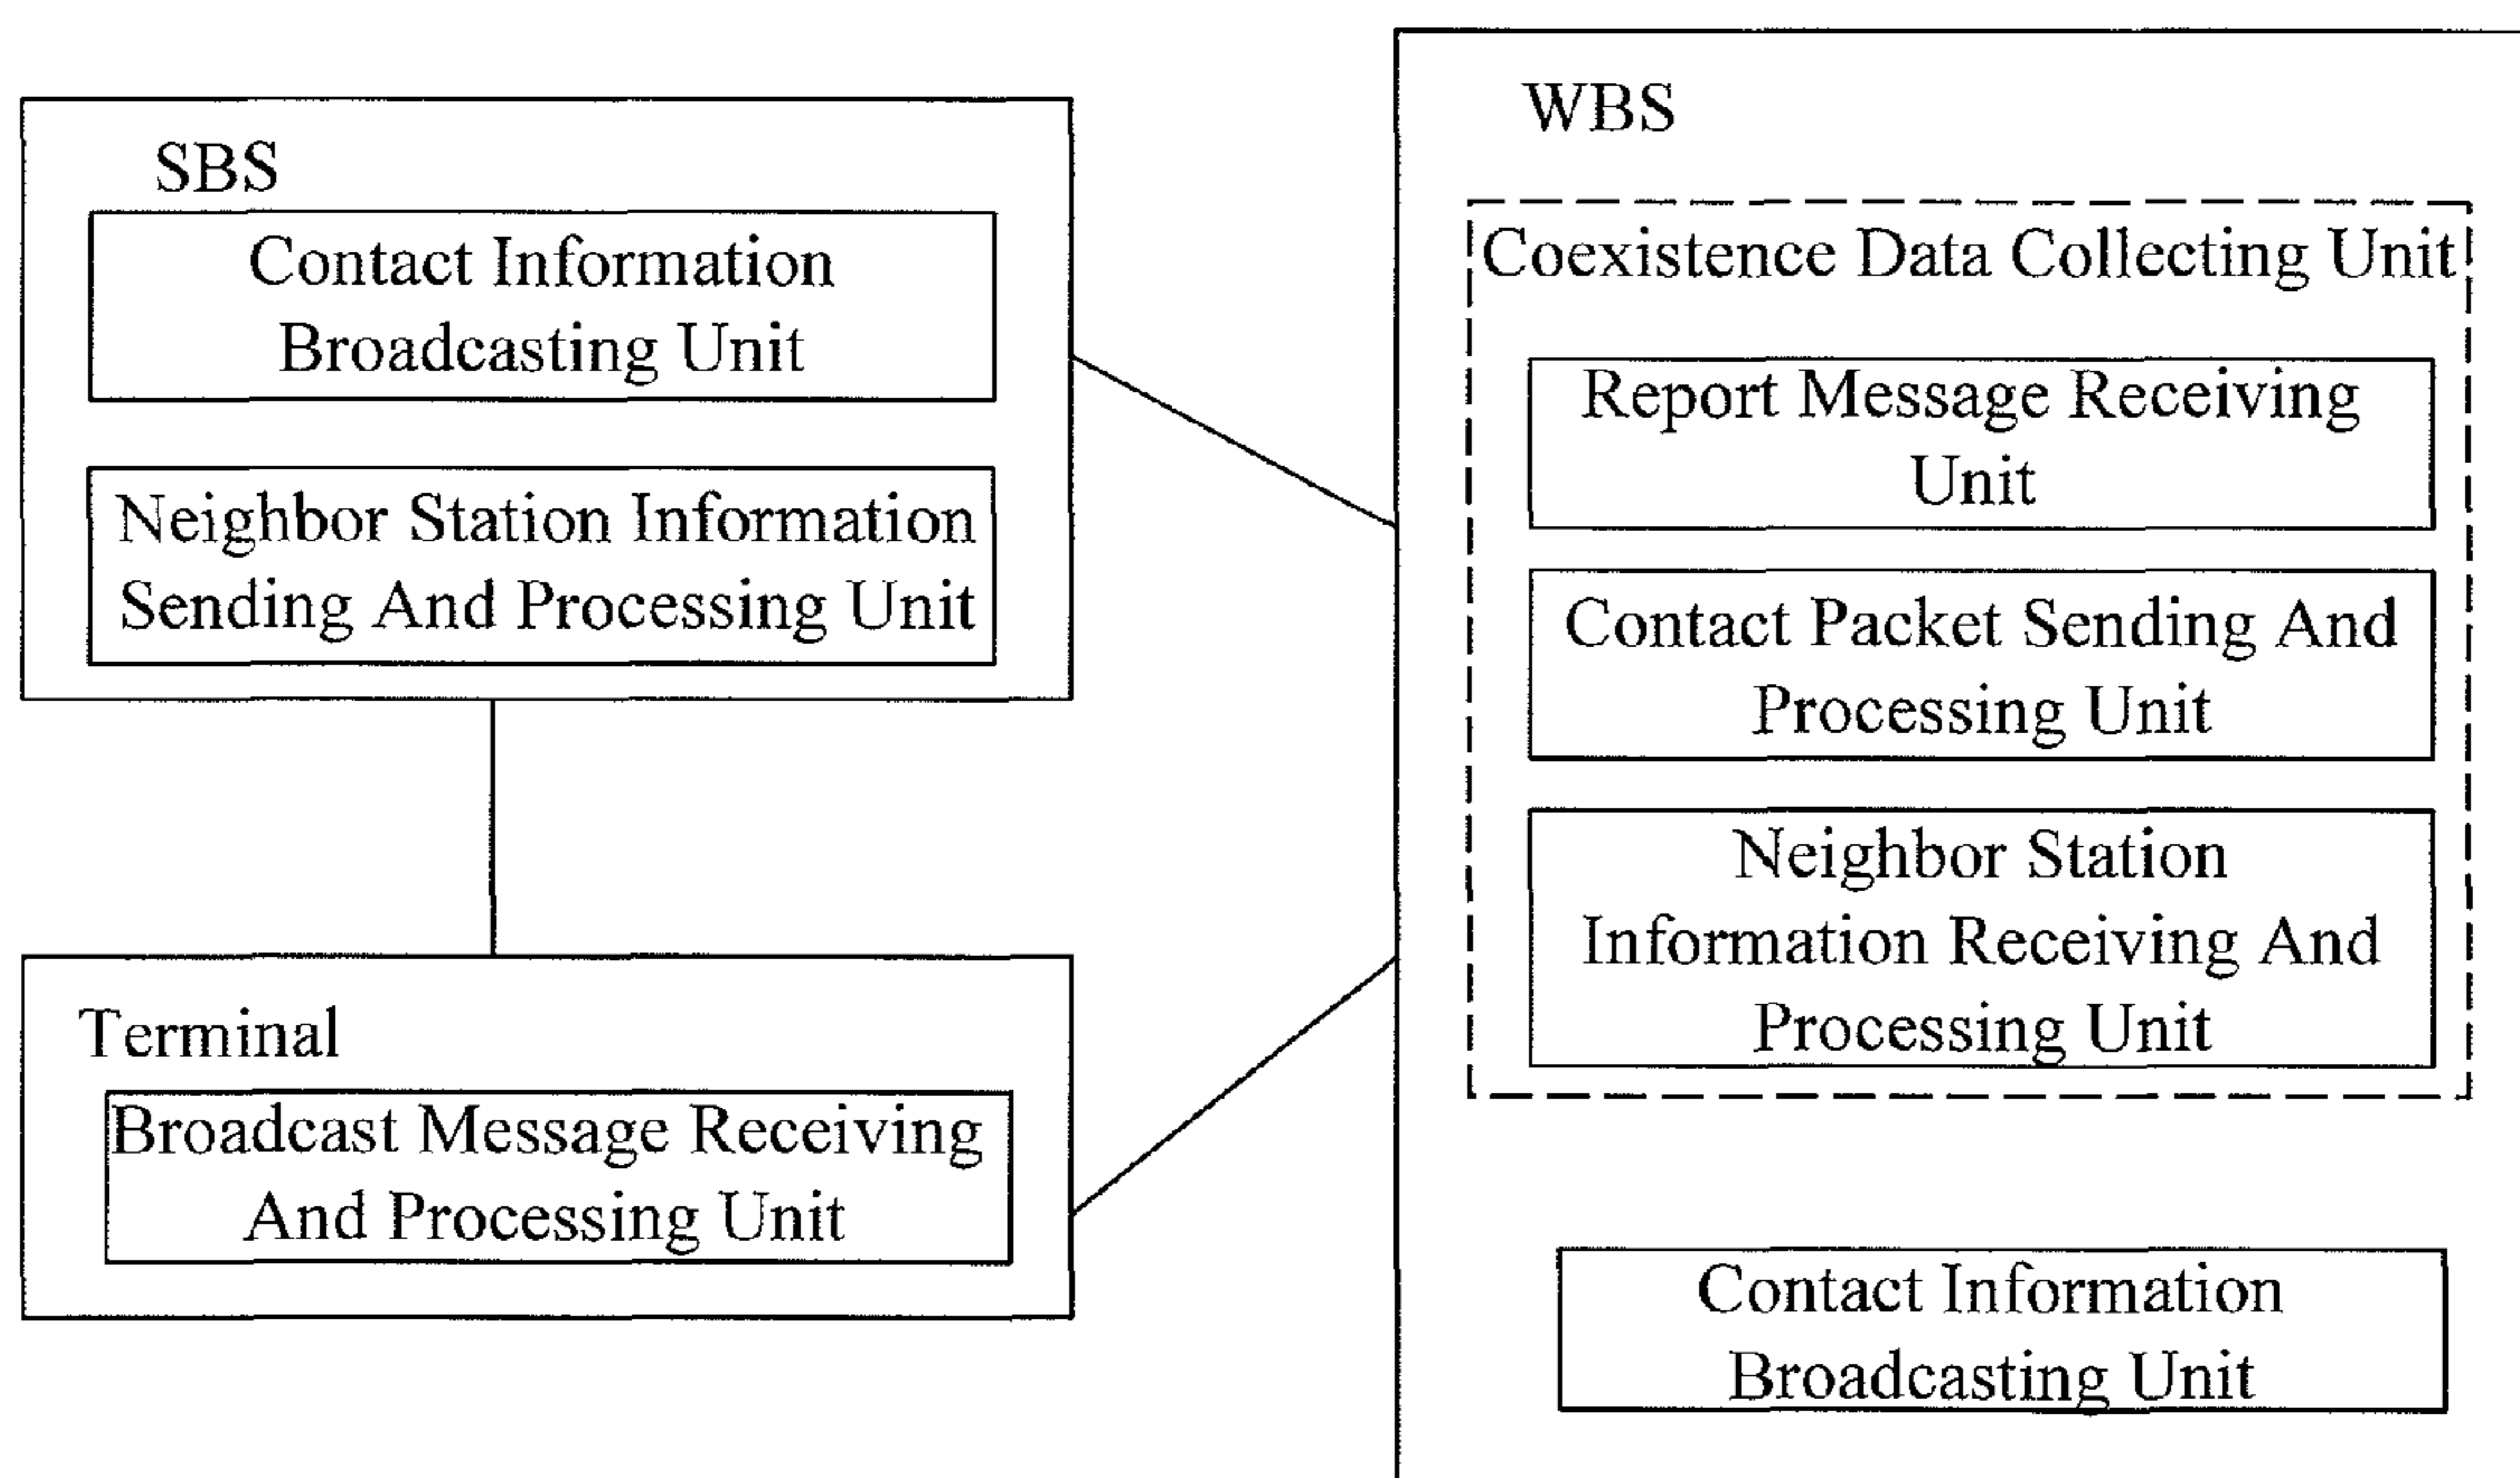 SBS
Contact Information
Broadcasting Unit
Neighbor Station Information
Sending And Processing Unit
Terminal
Broadcast Message Receiving
And Processing Unit
WBS
Coexistence Data Collecting Unit
Report Message Receiving
Unit
Contact Packet Sending And
Processing Unit
Neighbor Station
Information Receiving And
Processing Unit
Contact Information
Broadcasting Unit